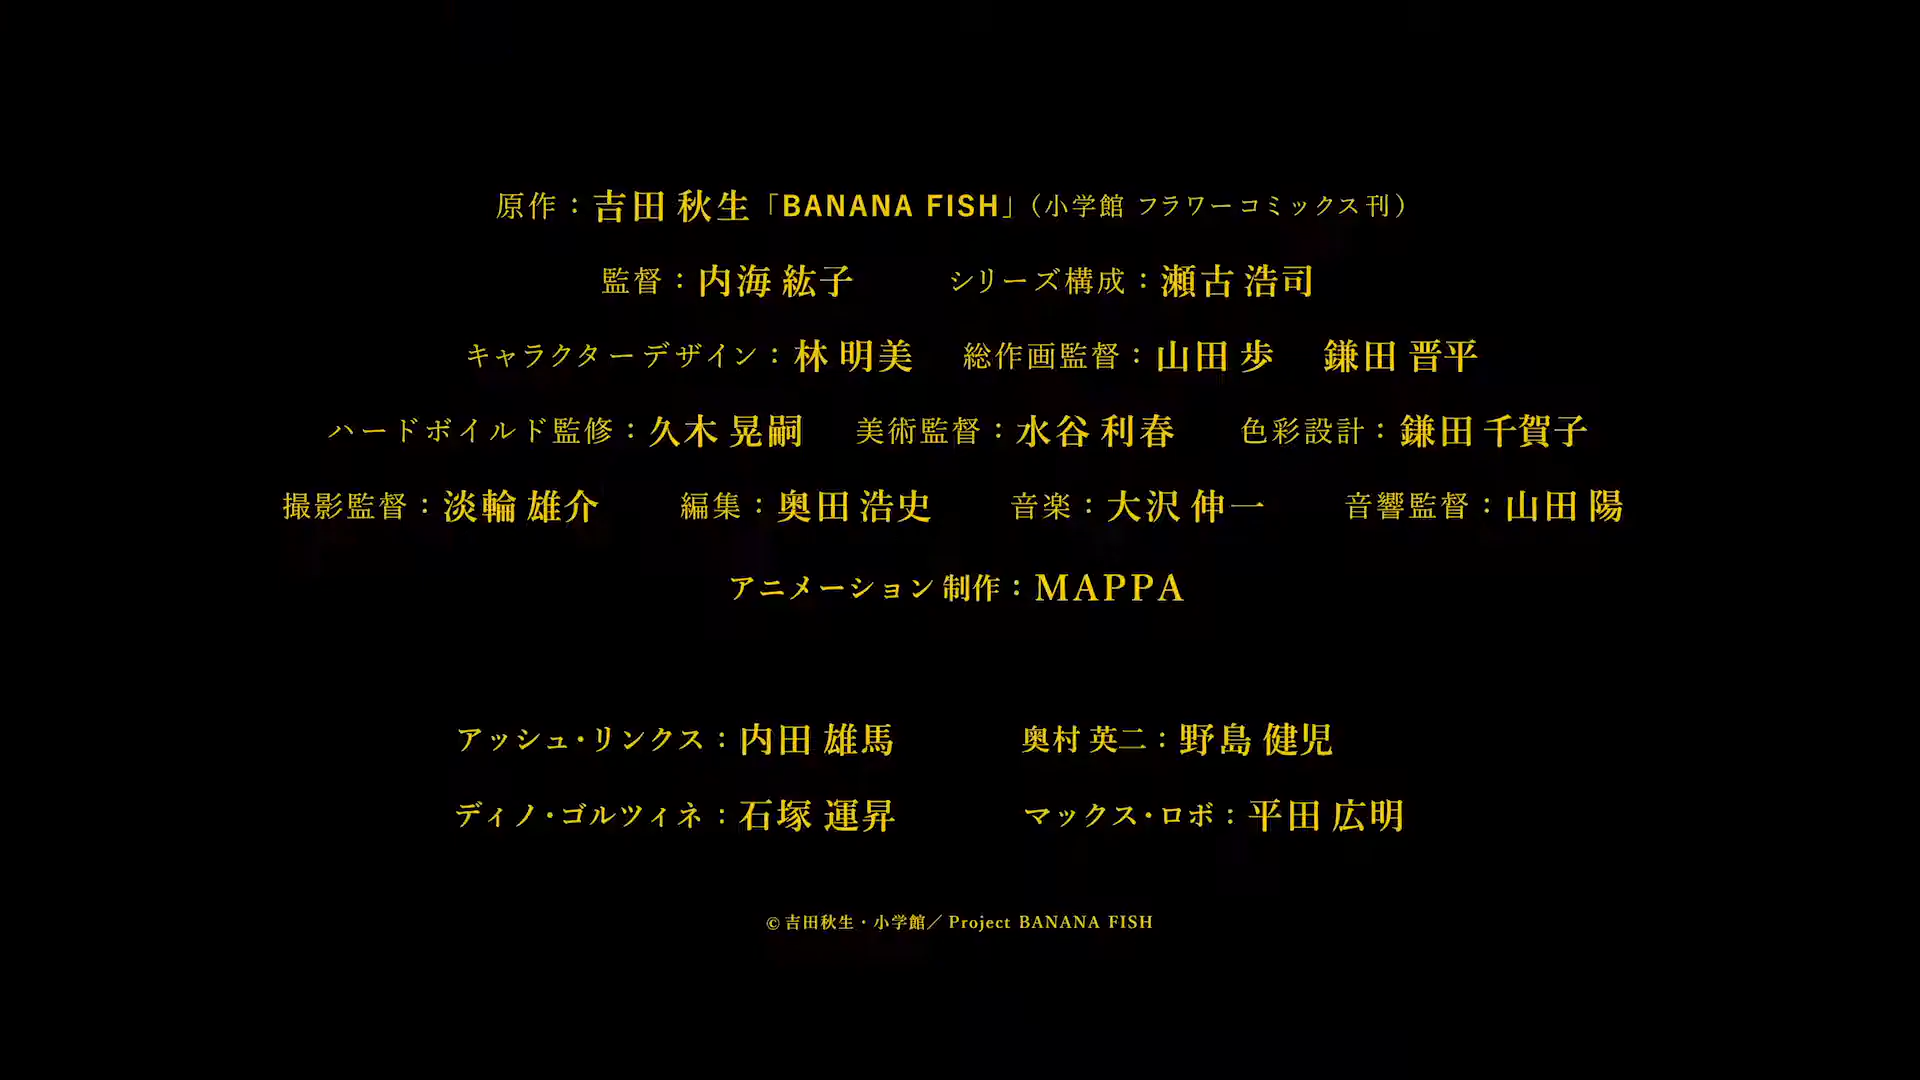 原作：吉田 秋生「BANANA FISH」（小学館 フラワーコミックス刊）
監督：内海 紘子 シリーズ構成：瀬古 浩司
キャラクターデザイン：林 明美 総作画監督：山田 歩 鎌田 晋平
ハードボイルド監修：久木 晃嗣 美術監督：水谷 利春 色彩設計：鎌田 千賀子
撮影監督：淡輪 雄介 編集：奥田 浩史 音楽：大沢 伸一 音響監督：山田 陽
アニメーション制作：MAPPA
アッシュ・リンクス：内田 雄馬 奥村 英二：野島 健児
ディノ・ゴルツィネ：石塚 運昇 マックス・ロボ：平田 広明
©吉田秋生・小学館／Project BANANA FISH